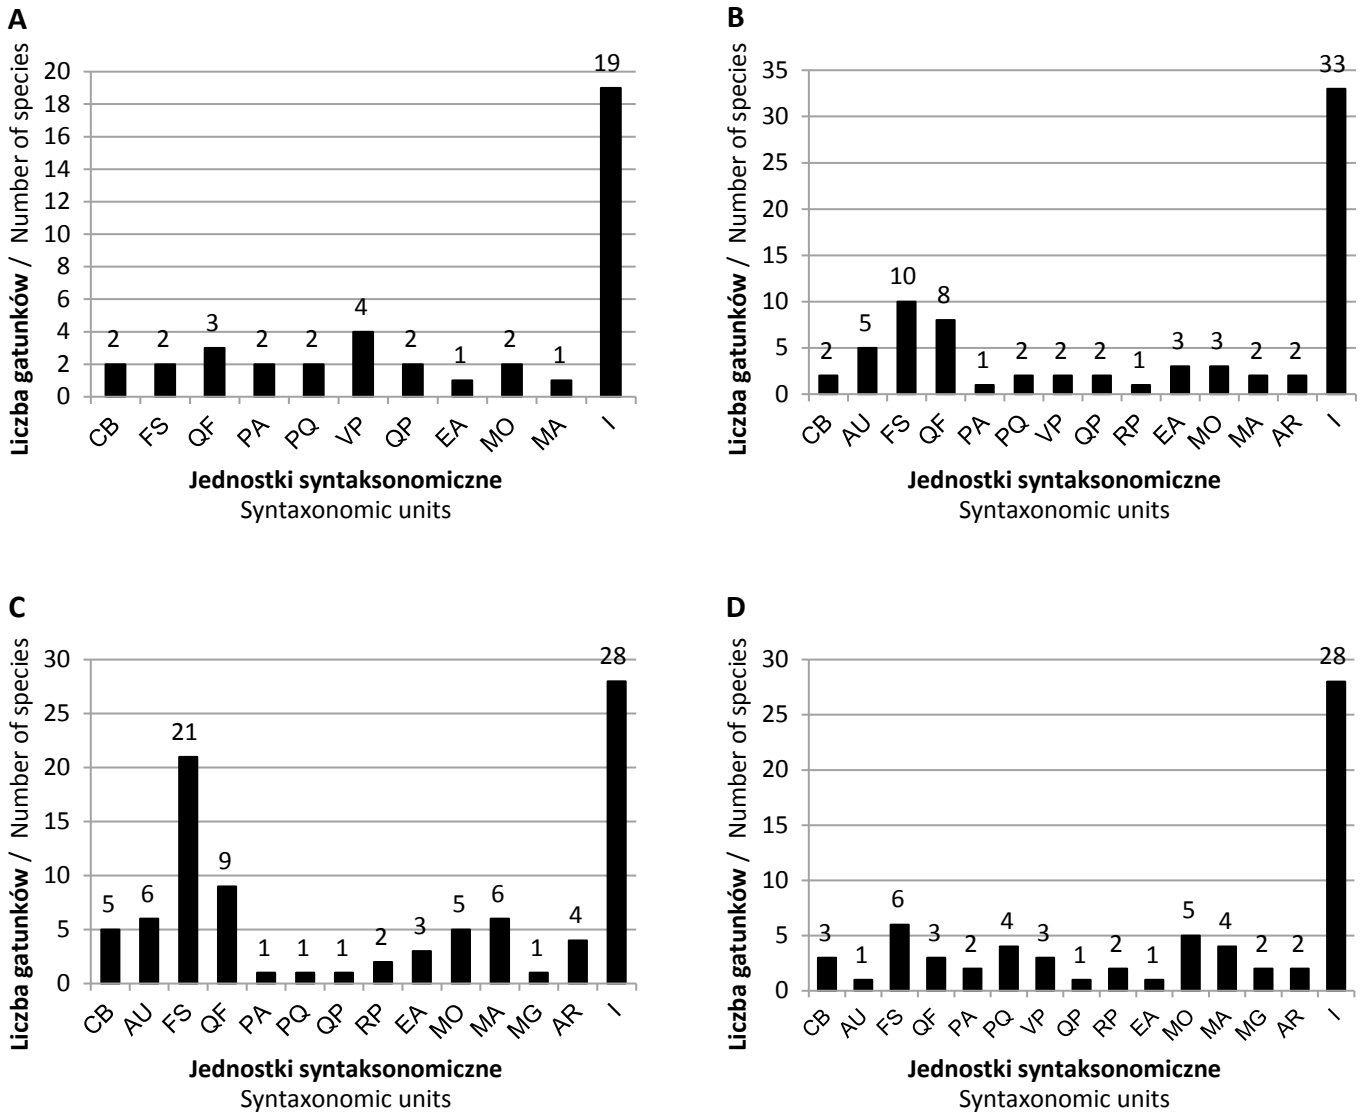 A
Liczba gatunków / Number of species
20
18
16
14
12
10
8
6
4
2
0
2 2 3 2 2 4 2 1 2 1 19
CB FS QF PA PQ VP QP EA MO MA I
Jednostki syntaksonomiczne
Syntaxonomic units
B
Liczba gatunków / Number of species
35
30
25
20
15
10
5
0
2 5 10 8 1 2 2 2 1 3 3 2 2 33
CB AU FS QF PA PQ VP QP RP EA MO MA AR I
Jednostki syntaksonomiczne
Syntaxonomic units
C
Liczba gatunków / Number of species
30
25
20
15
10
5
0
5 6 21 9 1 1 1 2 3 5 6 1 4 28
CB AU FS QF PA PQ QP RP EA MO MA MG AR I
Jednostki syntaksonomiczne
Syntaxonomic units
D
Liczba gatunków / Number of species
30
25
20
15
10
5
0
3 1 6 3 2 4 3 1 2 1 5 4 2 2 28
CB AU FS QF PA PQ VP QP RP EA MO MA MG AR I
Jednostki syntaksonomiczne
Syntaxonomic units